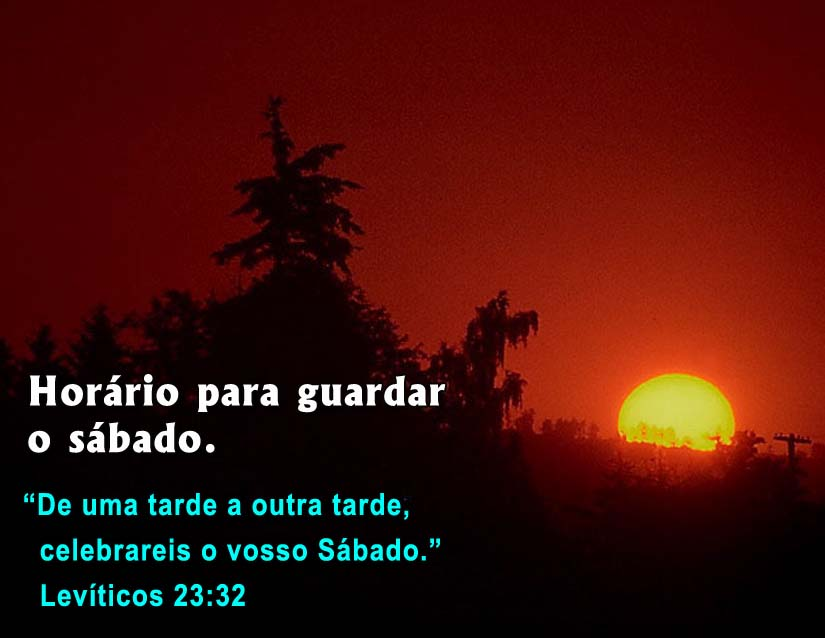 Horário para guardar
o sábado.
“De uma tarde a outra tarde,
celebrareis o vosso Sábado.”
Levíticos 23:32